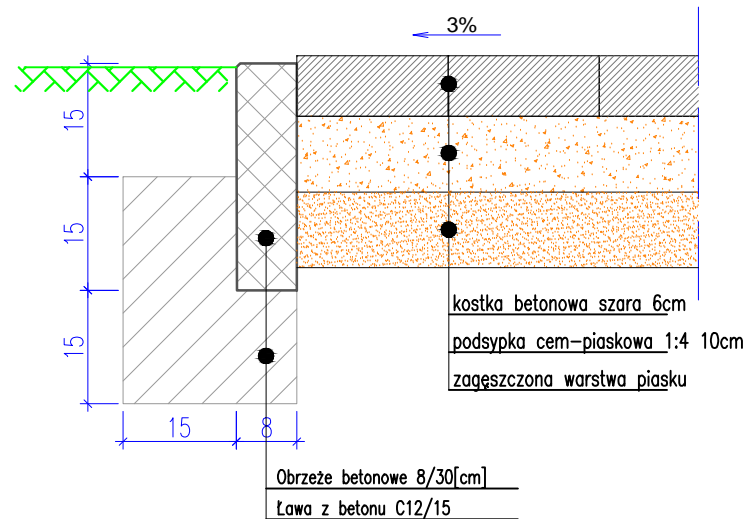 3%
15
15
15
15
8
kostka betonowa szara 6cm
podsypka cem-piaskowa 1:4 10cm
zagęszczona warstwa piasku
Obrzeże betonowe 8/30[cm]
Ława z betonu C12/15